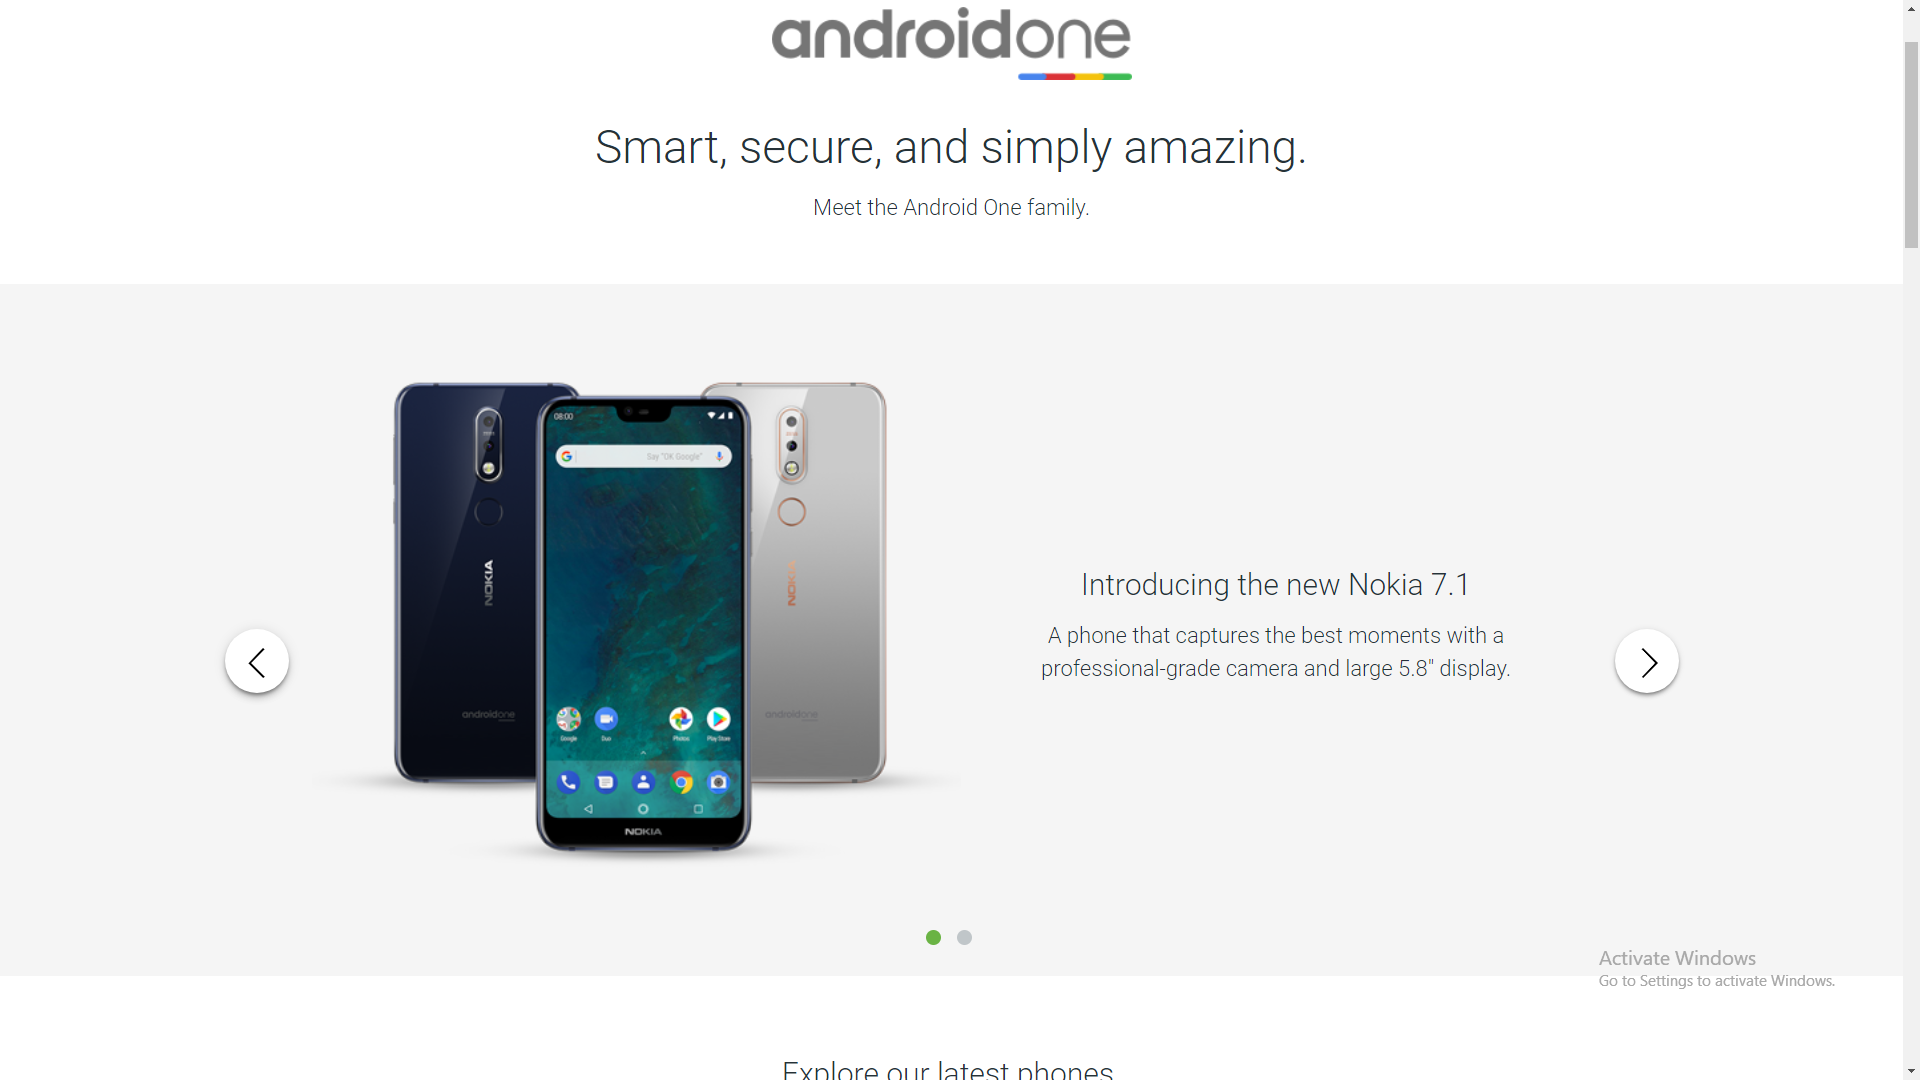 androidone
Smart, secure, and simply amazing.
Meet the Android One family.
08:00
Say "OK Google"
NOKIA
NOKIA
Introducing the new Nokia 7.1
A phone that captures the best moments with a
professional-grade camera and large 5.8" display.
androidone
androidone
Google
Duo
Photos
Play Store
NOKIA
Activate Windows
Go to Settings to activate Windows.
Explore our latest phones